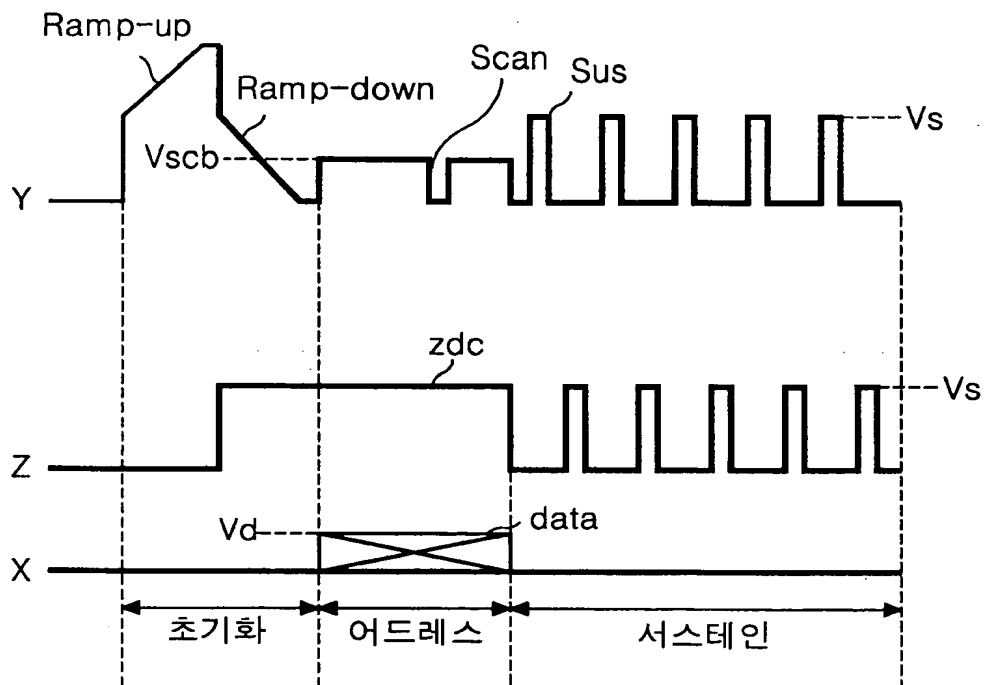 Ramp-up
Scan
Sus
Ramp-down
Vs
Vscb
Y
zdc
Vs
Z
Vd
data
X
초기화
어드레스
서스테인